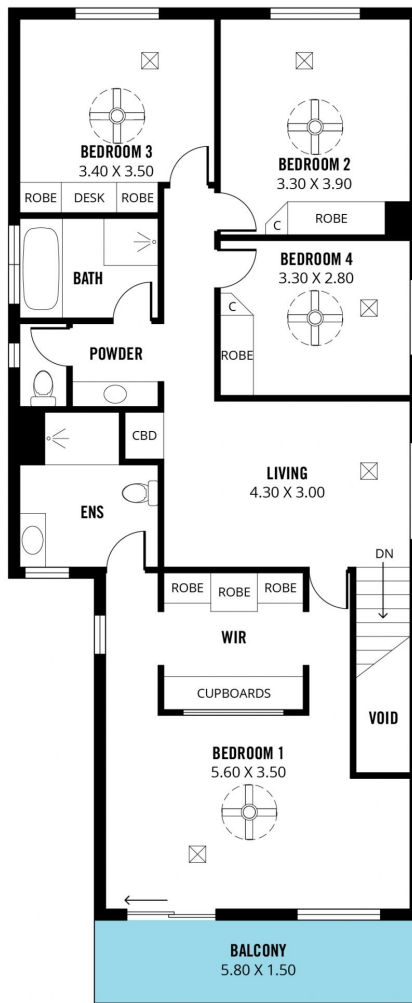 BEDROOM 3
3.40 X 3.50
ROBE
DESK
ROBE
BEDROOM 2
3.30 X 3.90
C
ROBE
BATH
BEDROOM 4
3.30 X 2.80
C
ROBE
POWDER
CBD
ENS
LIVING
4.30 X 3.00
DN
ROBE
ROBE
ROBE
WIR
CUPBOARDS
VOID
BEDROOM 1
5.60 X 3.50
BALCONY
5.80 X 1.50